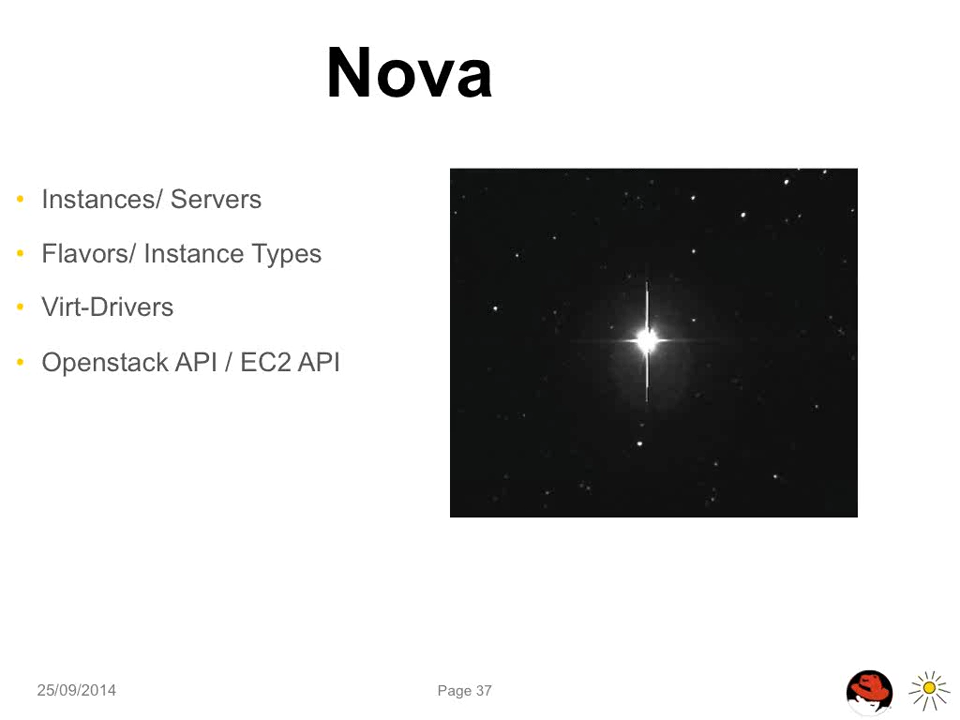 Nova
• Instances/ Servers
• Flavors/ Instance Types
• Virt-Drivers
• Openstack API / EC2 API
25/09/2014
Page 37